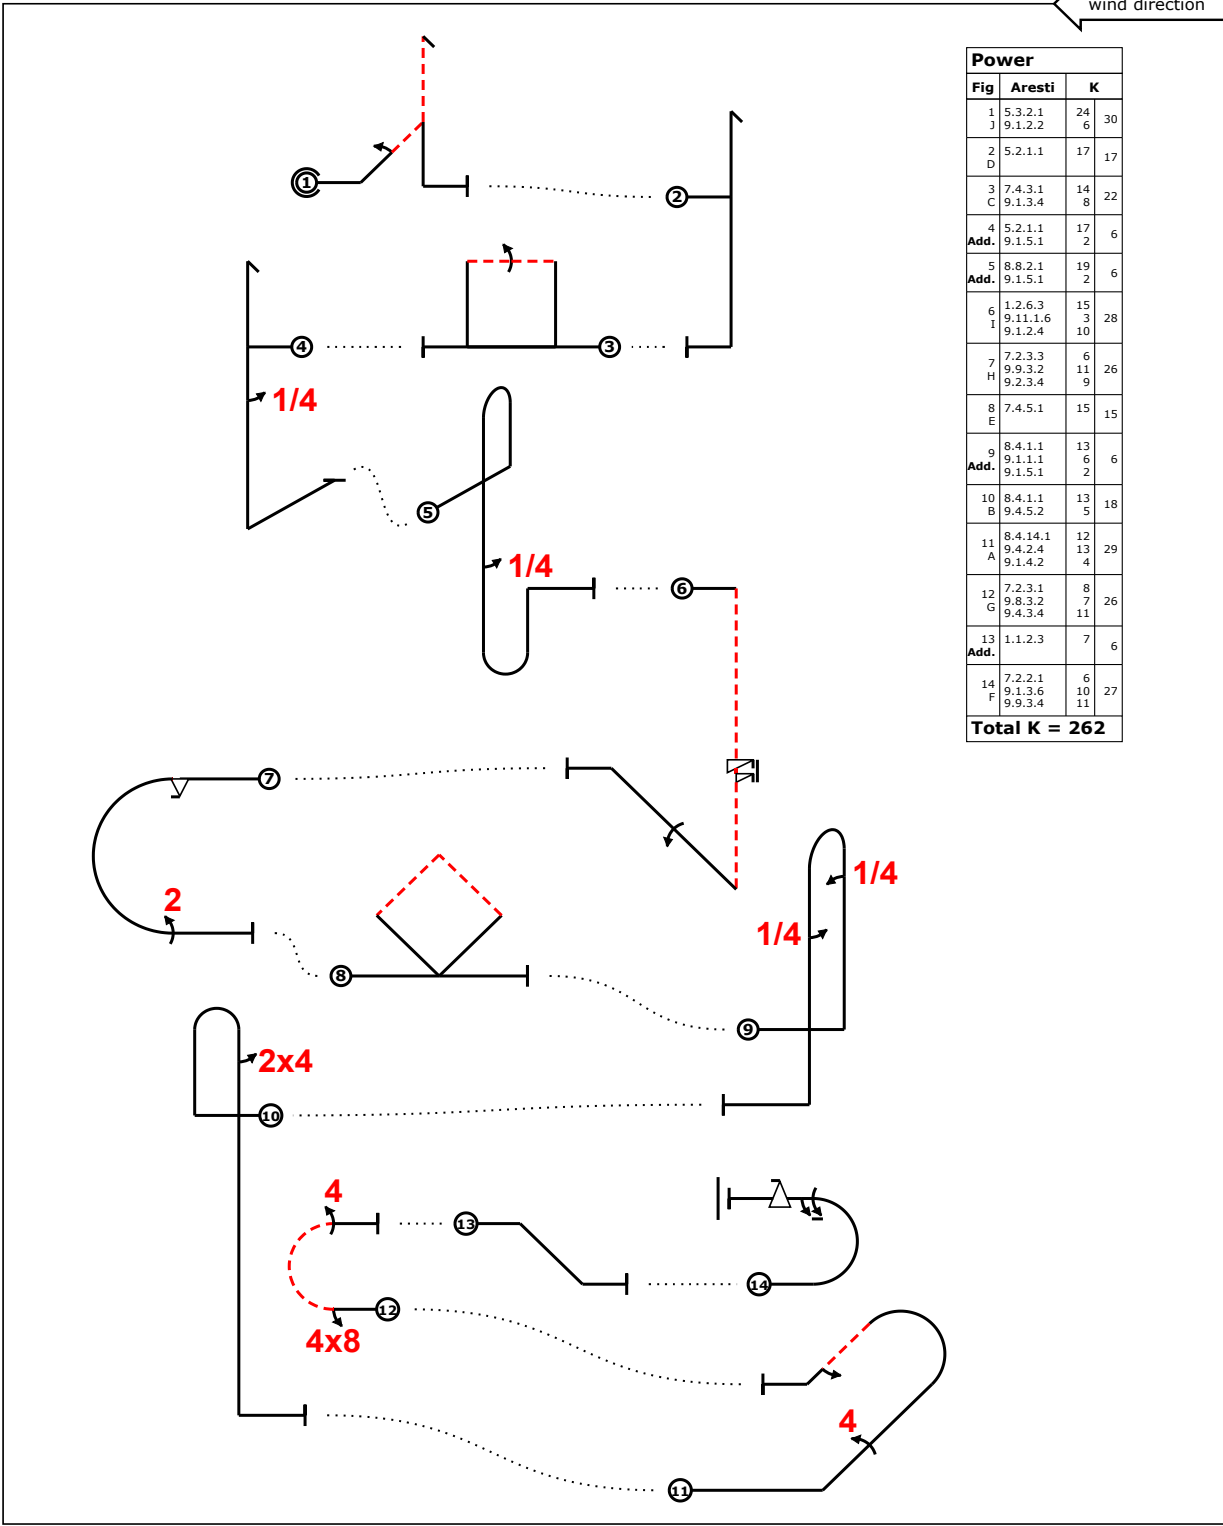 wind direction
Power
Fig Aresti K
1 5.3.2.1 24 30
J 9.1.2.2 6
2 5.2.1.1 17 17
D
3 7.4.3.1 14 22
C 9.1.3.4 8
4 5.2.1.1 17 6
Add. 9.1.5.1 2
5 8.8.2.1 19 6
Add. 9.1.5.1 2
6 1.2.6.3 15 28
I 9.11.1.6 3
9.1.2.4 10
7 7.2.3.3 6 26
H 9.9.3.2 11
9.2.3.4 9
8 7.4.5.1 15 15
E
9 8.4.1.1 13 6
Add. 9.1.1.1 6
9.1.5.1 2
10 8.4.1.1 13 18
B 9.4.5.2 5
11 8.4.14.1 12 29
A 9.4.2.4 13
9.1.4.2 4
12 7.2.3.1 8 26
G 9.8.3.2 7
9.4.3.4 11
13 1.1.2.3 7 6
Add.
14 7.2.2.1 6 27
F 9.1.3.6 10
9.9.3.4 11
Total K = 262
1
2
3
4
1/4
5
1/4
6
7
2
8
1/4
1/4
9
2x4
10
4
13
14
12
4x8
4
11